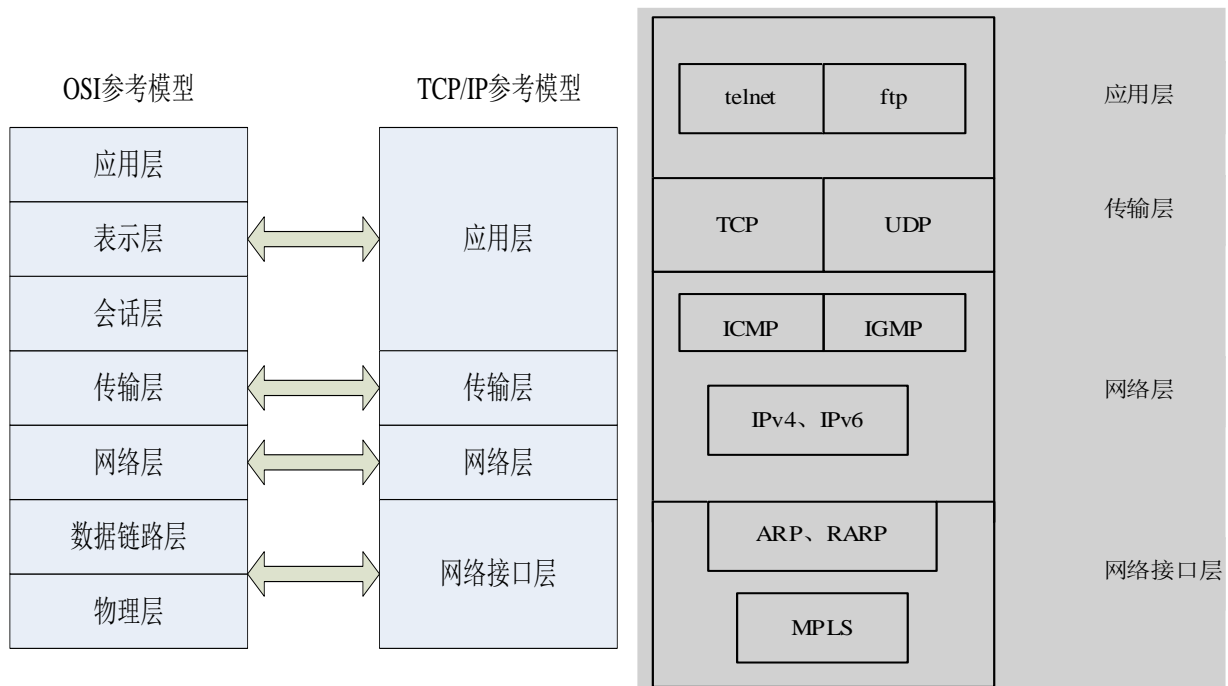 OSI参考模型
应用层
表示层
会话层
传输层
网络层
数据链路层
物理层
TCP/IP参考模型
应用层
传输层
网络层
网络接口层
telnet
ftp
应用层
TCP
UDP
传输层
ICMP
IGMP
IPv4、IPv6
网络层
ARP、RARP
MPLS
网络接口层